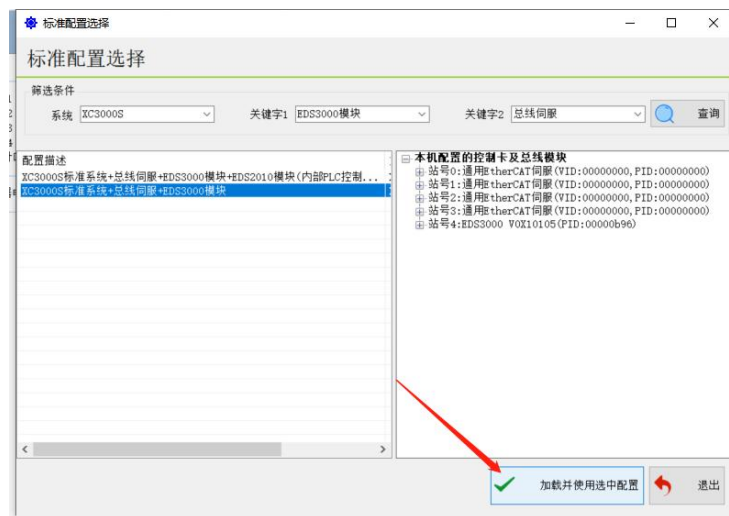 标准配置选择
标准配置选择
筛选条件
系统 XC3000S 关键字1 EDS3000模块 关键字2 总线伺服 查询
配置描述
XC3000S标准系统+总线伺服+EDS3000模块+EDS2010模块(内部PLC控制...
XC3000S标准系统+总线伺服+EDS3000模块
本机配置的控制卡及总线模块
站号0:通用EtherCAT伺服(VID:00000000,PID:00000000)
站号1:通用EtherCAT伺服(VID:00000000,PID:00000000)
站号2:通用EtherCAT伺服(VID:00000000,PID:00000000)
站号3:通用EtherCAT伺服(VID:00000000,PID:00000000)
站号4:EDS3000 V0X10105(PID:00000b96)
加载并使用选中配置 退出